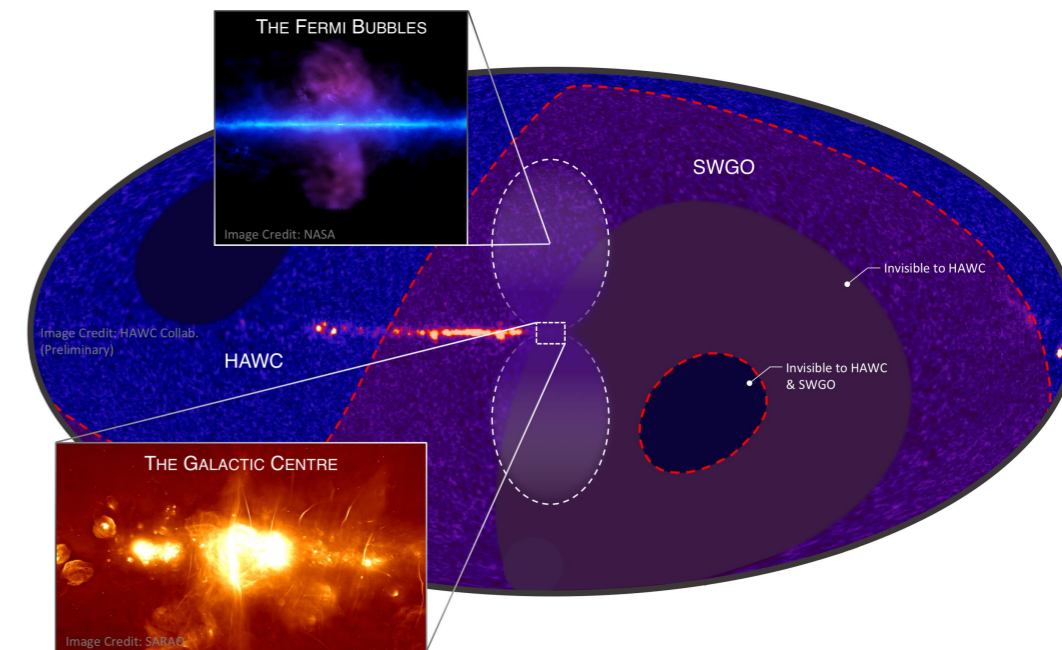 THE FERMI BUBBLES
Image Credit: NASA
SWGO
Invisible to HAWC
Image Credit: HAWC Collab.
(Preliminary)
HAWC
Invisible to HAWC
& SWGO
THE GALACTIC CENTRE
Image Credit: SARAO